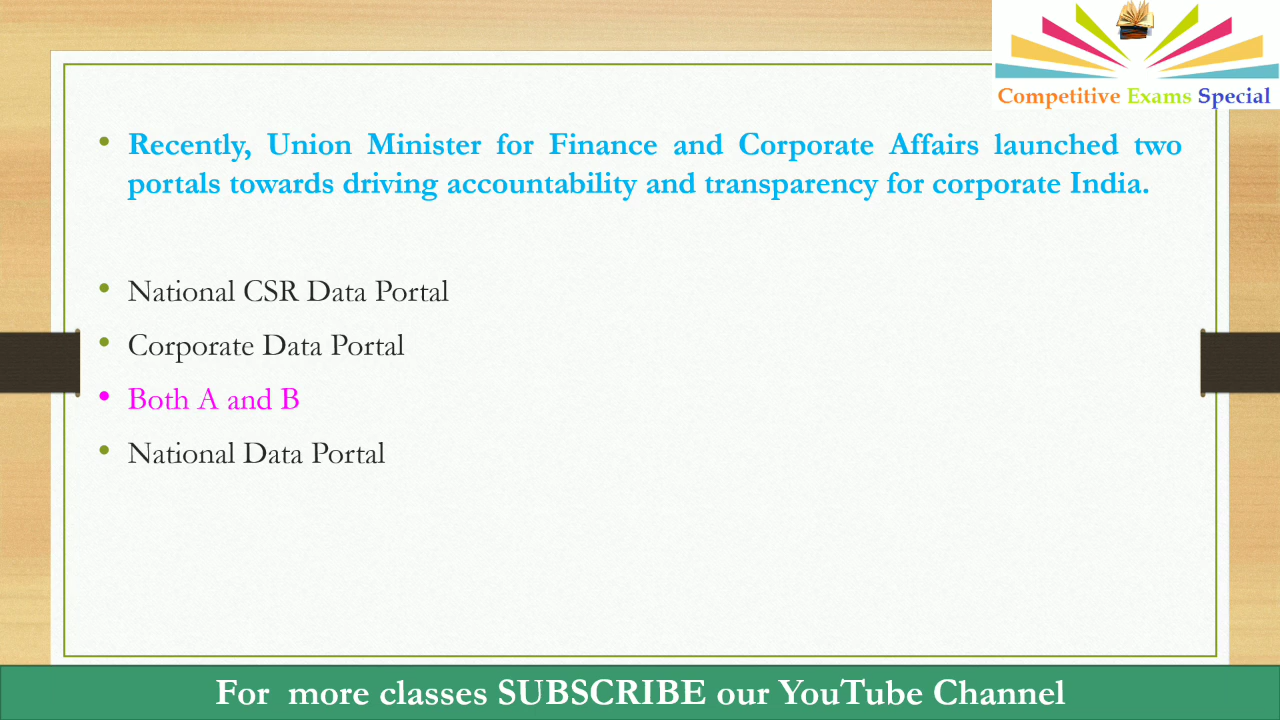 Competitive Exams Special
• Recently, Union Minister for Finance and Corporate Affairs launched two
portals towards driving accountability and transparency for corporate India.
• National CSR Data Portal
• Corporate Data Portal
• Both A and B
• National Data Portal
For more classes SUBSCRIBE our YouTube Channel